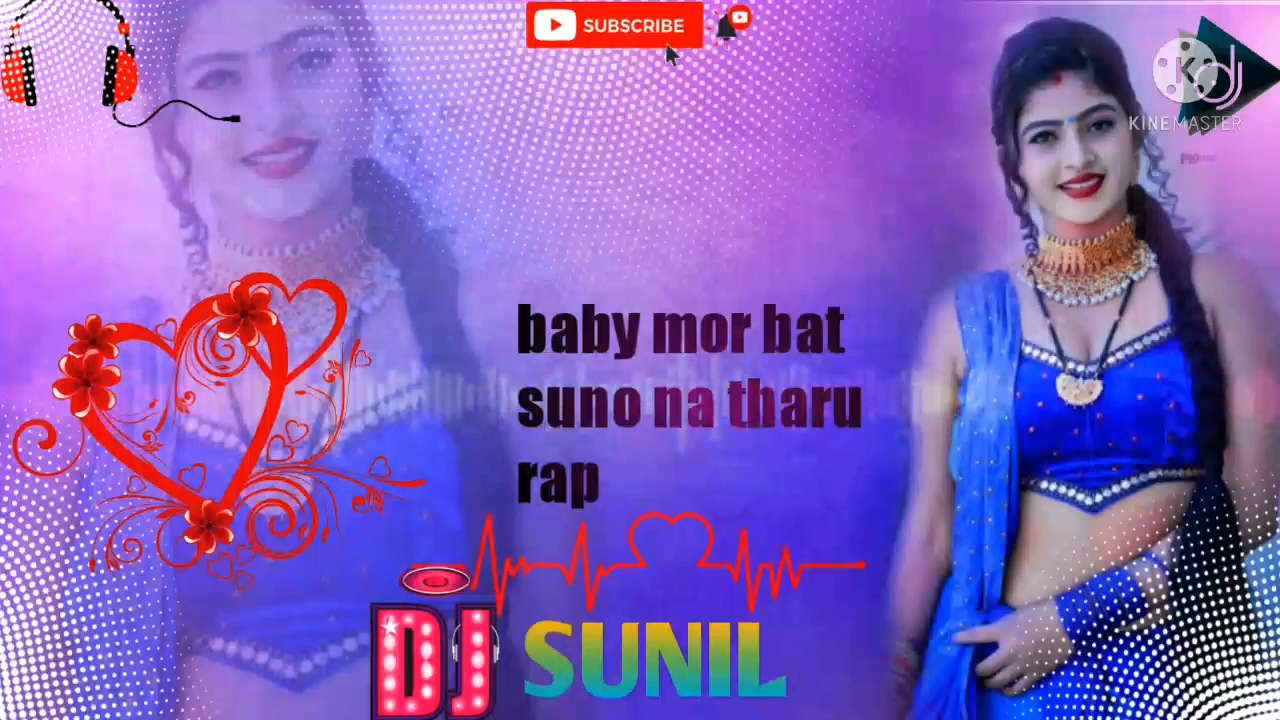 SUBSCRIBE
KINEMASTER
baby mor bat
suno na tharu
rap
DJ SUNIL